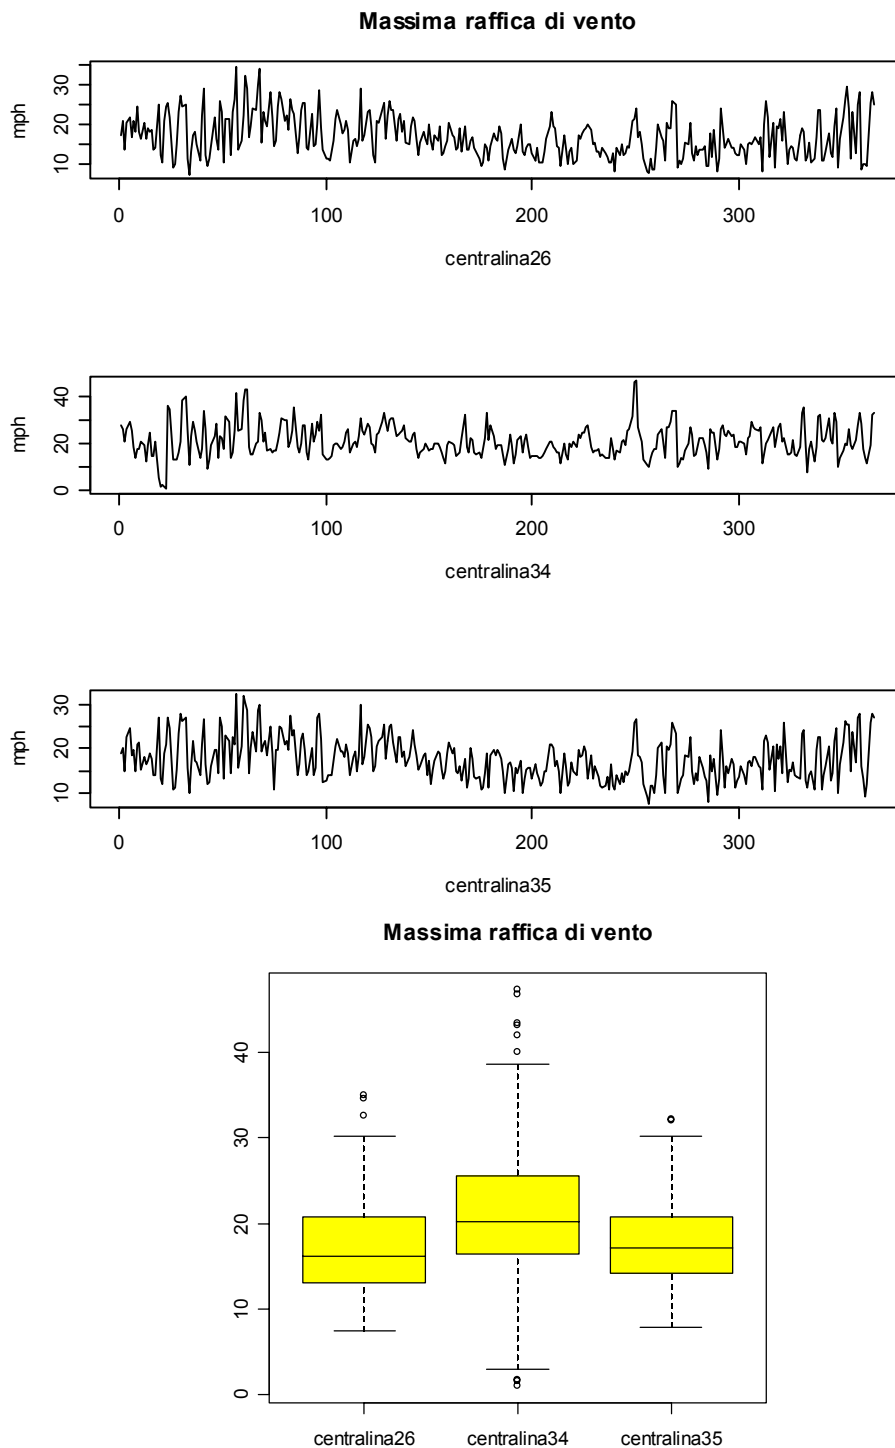 Massima raffica di vento
mph
10 20 30
0 100 200 300
centralina26
mph
0 20 40
0 100 200 300
centralina34
mph
10 20 30
0 100 200 300
centralina35
Massima raffica di vento
40
30
20
10
0
centralina26 centralina34 centralina35